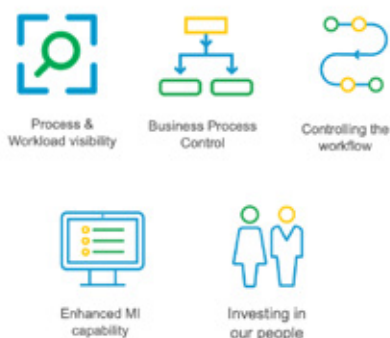 Process &
Workload visibility
Business Process
Control
Controlling the
workflow
Enhanced MI
capability
Investing in
our people